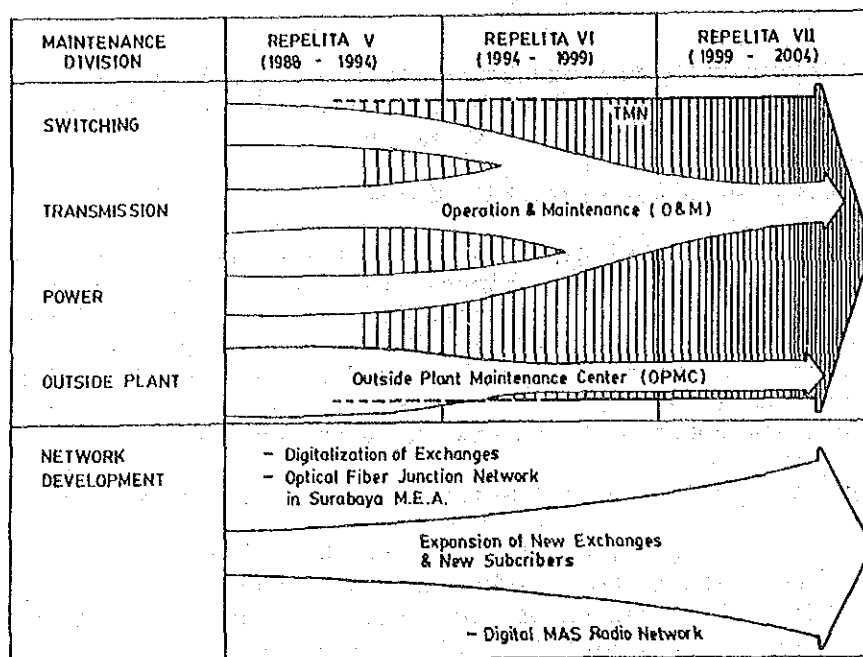 MAINTENANCE
DIVISION
REPELITA V
(1988 - 1994)
REPELITA VI
(1994 - 1999)
REPELITA VII
(1999 - 2004)
SWITCHING
TMN
TRANSMISSION
Operation & Maintenance (O&M)
POWER
OUTSIDE PLANT
Outside Plant Maintenance Center (OPMC)
NETWORK
DEVELOPMENT
- Digitalization of Exchanges
- Optical Fiber Junction Network
in Surabaya M.E.A.
Expansion of New Exchanges
& New Subcribers
- Digital MAS Radio Network